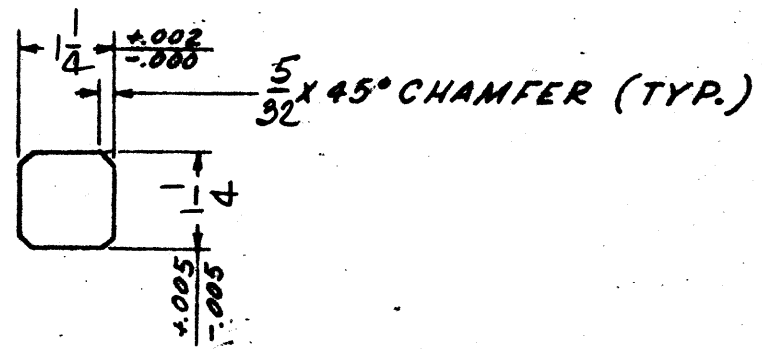 1 1/4 +.002
-.000
5/32 X 45° CHAMFER (TYP.)
1 1/4
+.005
-.005